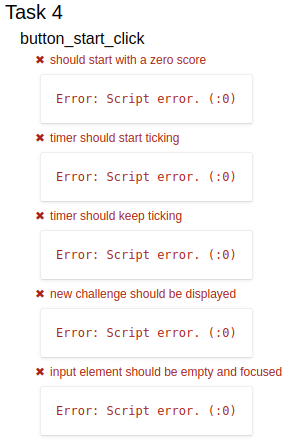 Task 4
button_start_click
✖ should start with a zero score
Error: Script error. (:0)
✖ timer should start ticking
Error: Script error. (:0)
✖ timer should keep ticking
Error: Script error. (:0)
✖ new challenge should be displayed
Error: Script error. (:0)
✖ input element should be empty and focused
Error: Script error. (:0)